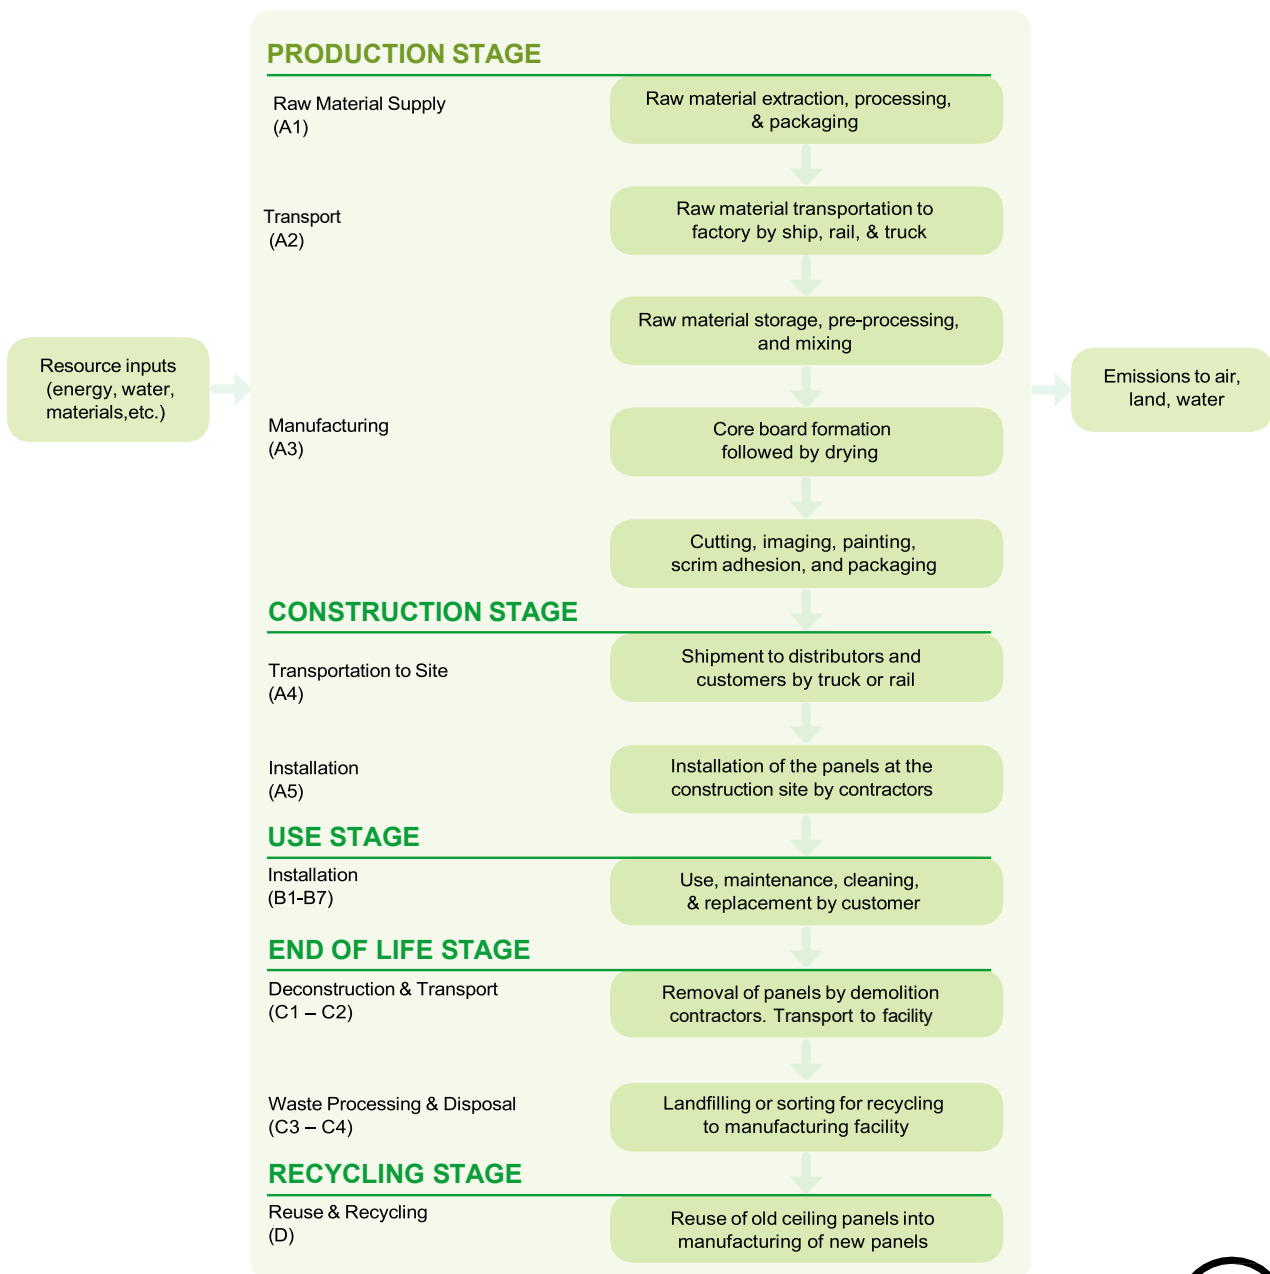 PRODUCTION STAGE
Raw Material Supply
(A1)
Raw material extraction, processing,
& packaging
Transport
(A2)
Raw material transportation to
factory by ship, rail, & truck
Raw material storage, pre-processing,
and mixing
Resource inputs
(energy, water,
materials,etc.)
Emissions to air,
land, water
Manufacturing
(A3)
Core board formation
followed by drying
Cutting, imaging, painting,
scrim adhesion, and packaging
CONSTRUCTION STAGE
Transportation to Site
(A4)
Shipment to distributors and
customers by truck or rail
Installation
(A5)
Installation of the panels at the
construction site by contractors
USE STAGE
Installation
(B1-B7)
Use, maintenance, cleaning,
& replacement by customer
END OF LIFE STAGE
Deconstruction & Transport
(C1 – C2)
Removal of panels by demolition
contractors. Transport to facility
Waste Processing & Disposal
(C3 – C4)
Landfilling or sorting for recycling
to manufacturing facility
RECYCLING STAGE
Reuse & Recycling
(D)
Reuse of old ceiling panels into
manufacturing of new panels